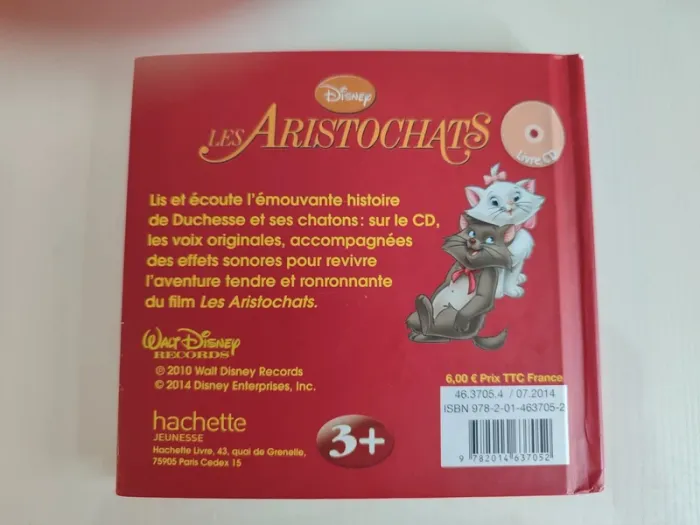 Disney
LES ARISTOCHATS
Livre CD
Lis et écoute l'émouvante histoire
de Duchesse et ses chatons : sur le CD,
les voix originales, accompagnées
des effets sonores pour revivre
l'aventure tendre et ronronnante
du film Les Aristochats.
WALT DISNEY
RECORDS
℗ 2010 Walt Disney Records
© 2014 Disney Enterprises, Inc.
hachette
JEUNESSE
Hachette Livre, 43, quai de Grenelle,
75905 Paris Cedex 15
3+
6,00 € Prix TTC France
46.3705.4 / 07.2014
ISBN 978-2-01-463705-2
9 782014 637052